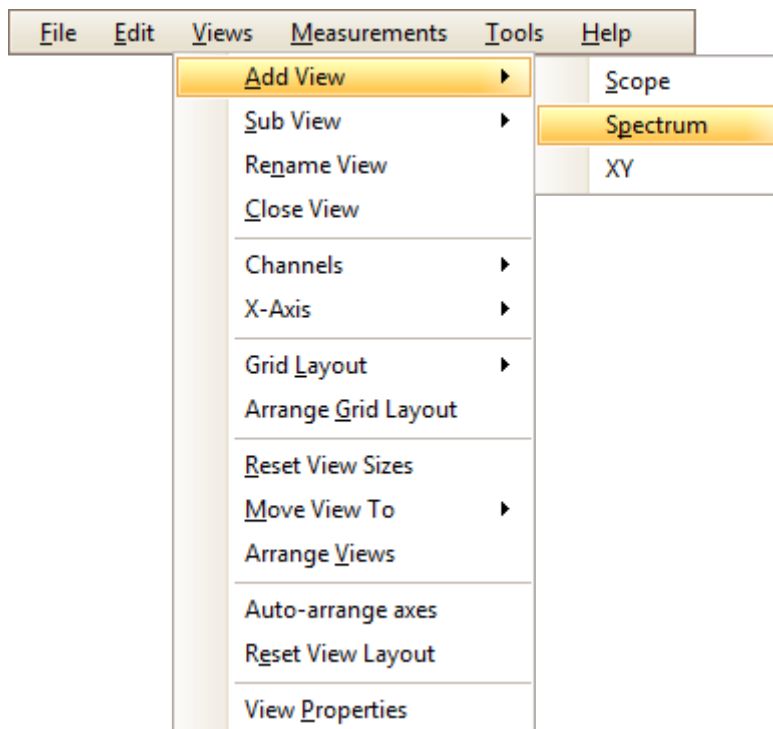 File Edit Views Measurements Tools Help
Add View
Scope
Sub View
Spectrum
Rename View
XY
Close View
Channels
X-Axis
Grid Layout
Arrange Grid Layout
Reset View Sizes
Move View To
Arrange Views
Auto-arrange axes
Reset View Layout
View Properties